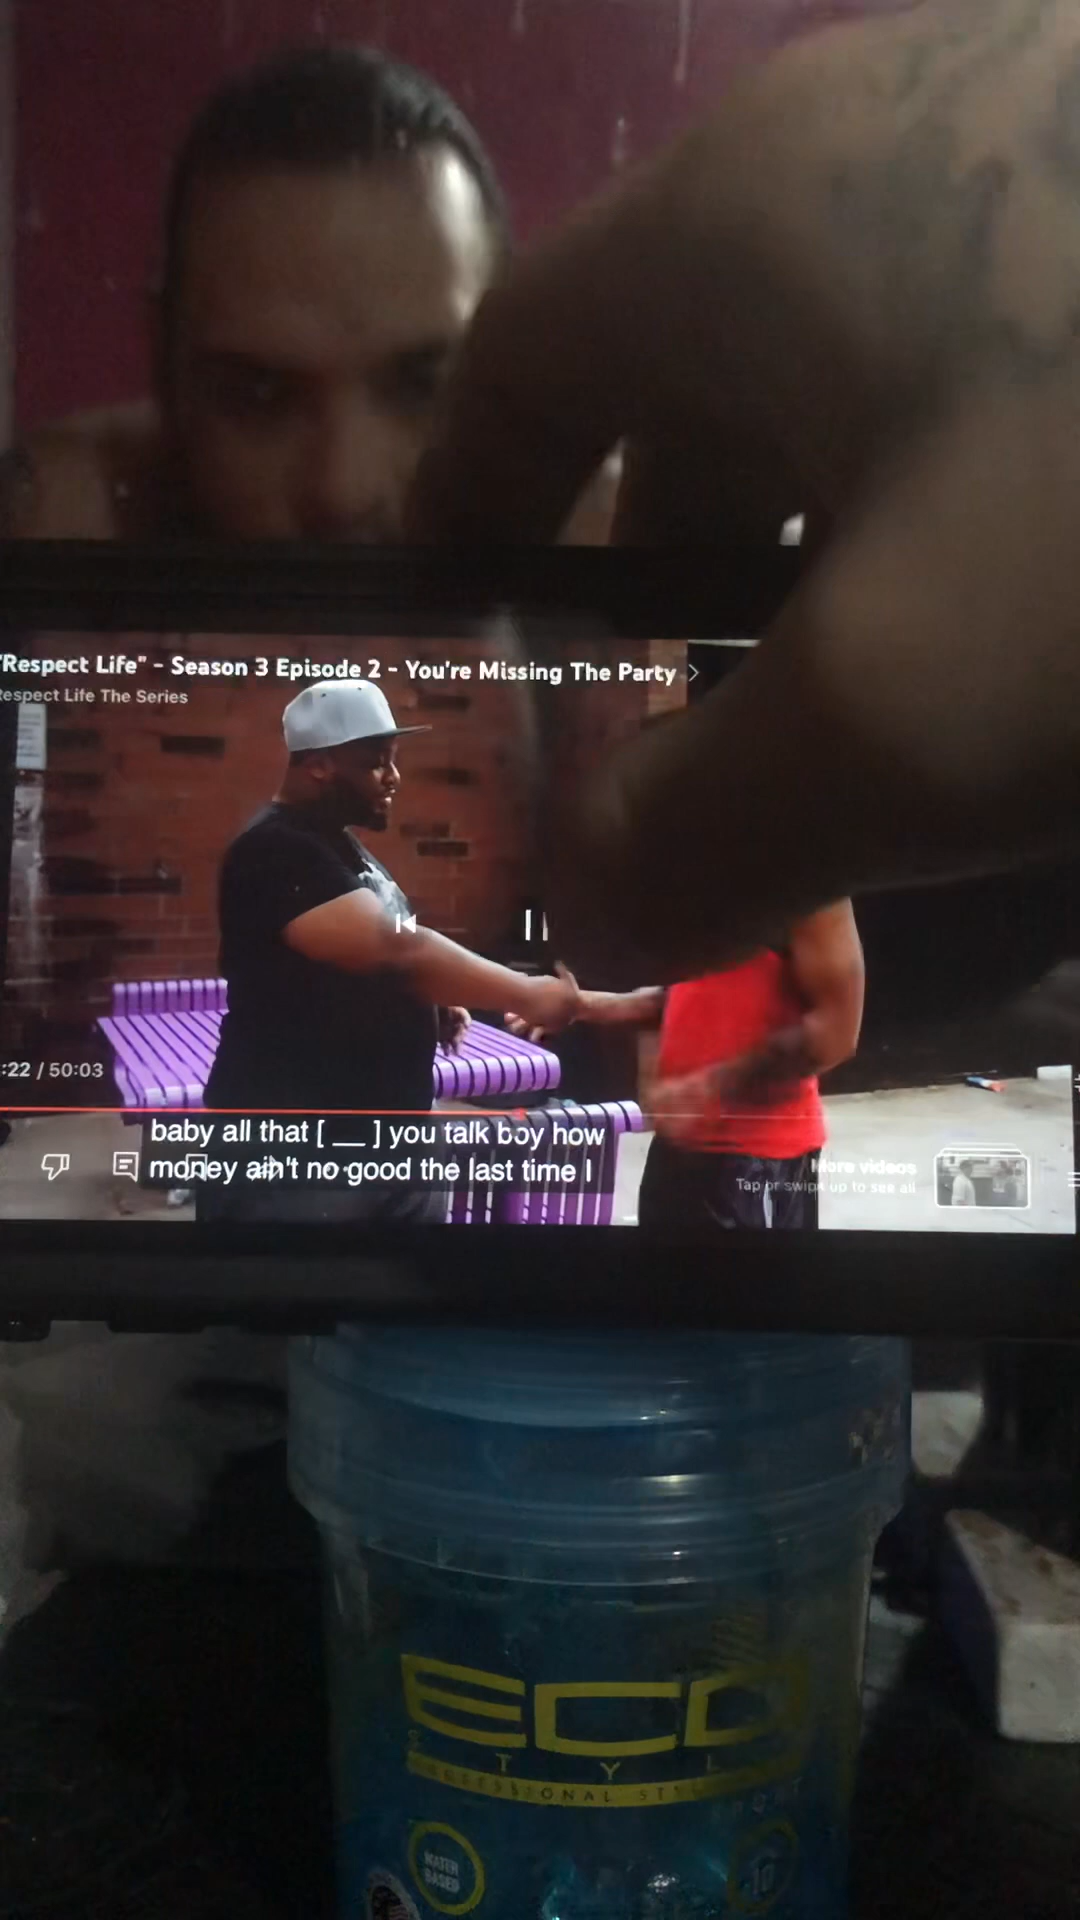 "Respect Life" - Season 3 Episode 2 - You're Missing The Party
Respect Life The Series
:22 / 50:03
baby all that [ __ ] you talk boy how
money ain't no good the last time I
More videos
Tap or swipe up to see all
ECO
S T Y L
PROFESSIONAL
WATER
BASED
10